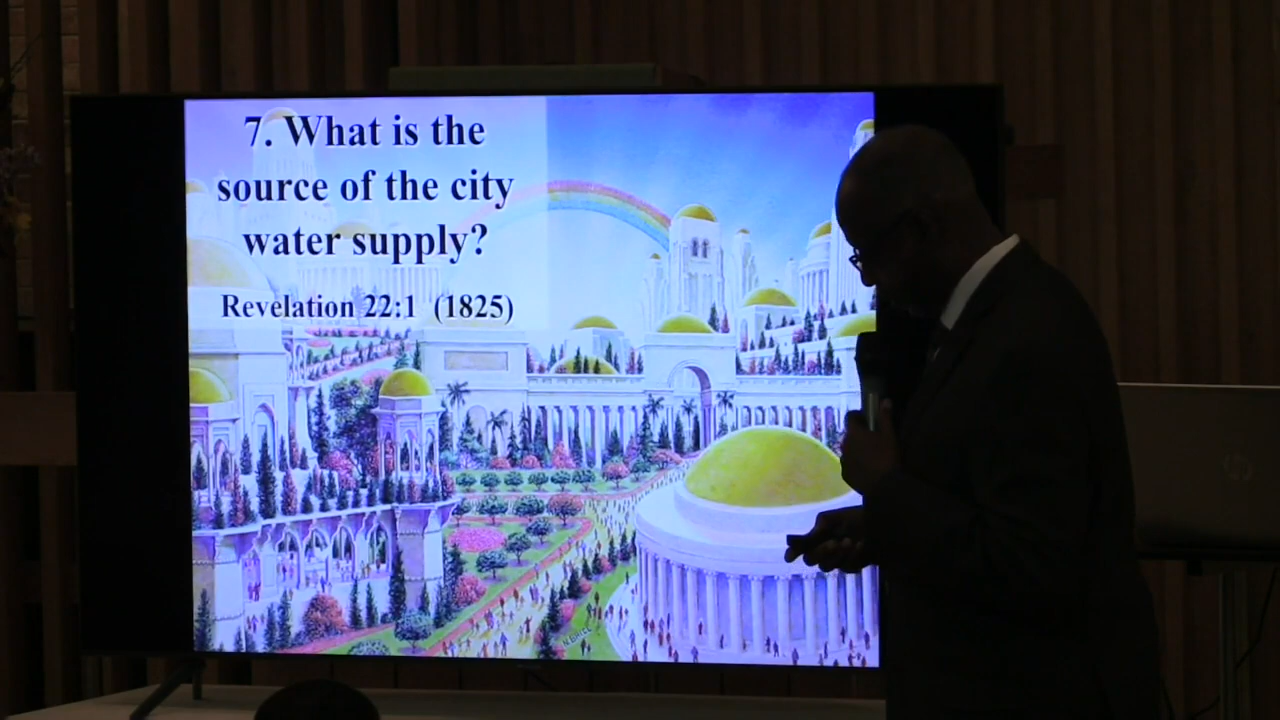 7. What is the
source of the city
water supply?
Revelation 22:1 (1825)